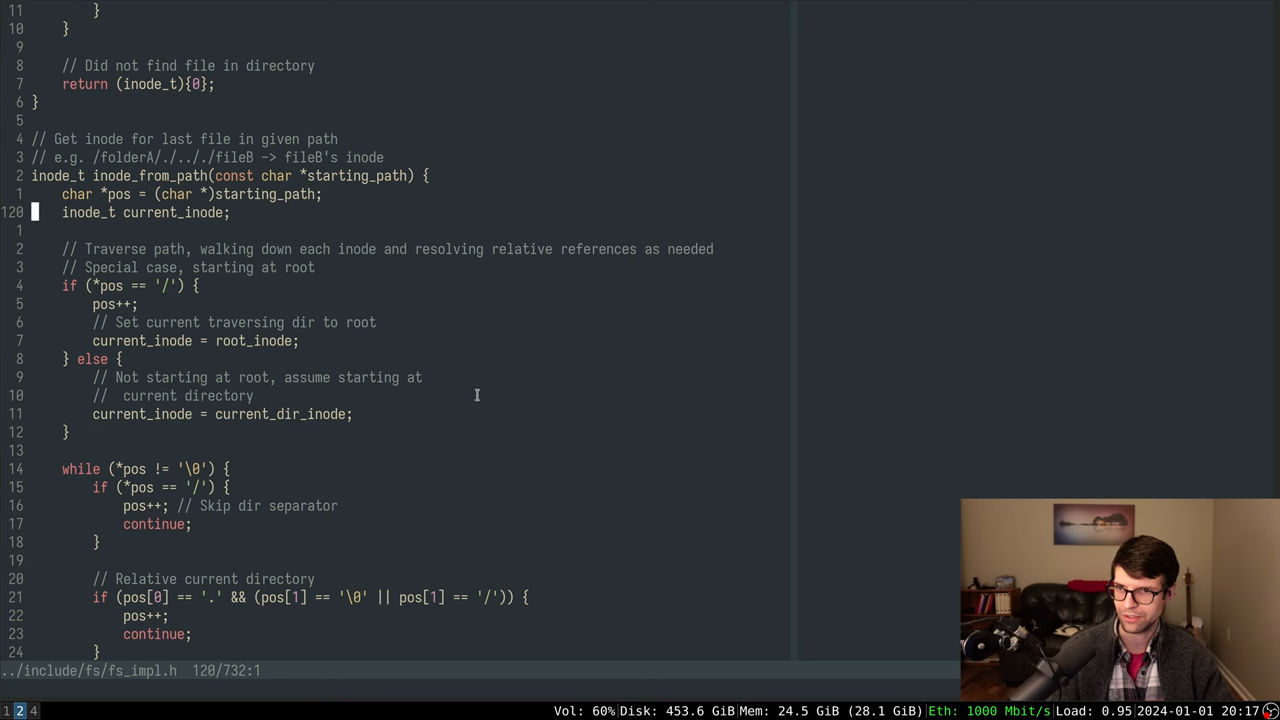 11         }
10     }
9
8     // Did not find file in directory
7     return (inode_t){0};
6 }
5
4 // Get inode for last file in given path
3 // e.g. /folderA/./.././fileB -> fileB's inode
2 inode_t inode_from_path(const char *starting_path) {
1     char *pos = (char *)starting_path;
120     inode_t current_inode;
1
2     // Traverse path, walking down each inode and resolving relative references as needed
3     // Special case, starting at root
4     if (*pos == '/') {
5         pos++;
6         // Set current traversing dir to root
7         current_inode = root_inode;
8     } else {
9         // Not starting at root, assume starting at
10         //  current directory
11         current_inode = current_dir_inode;
12     }
13
14     while (*pos != '\0') {
15         if (*pos == '/') {
16             pos++; // Skip dir separator
17             continue;
18         }
19
20         // Relative current directory
21         if (pos[0] == '.' && (pos[1] == '\0' || pos[1] == '/')) {
22             pos++;
23             continue;
24         }
../include/fs/fs_impl.h  120/732:1
1 2 4 Vol: 60% Disk: 453.6 GiB Mem: 24.5 GiB (28.1 GiB) Eth: 1000 Mbit/s Load: 0.95 2024-01-01 20:17